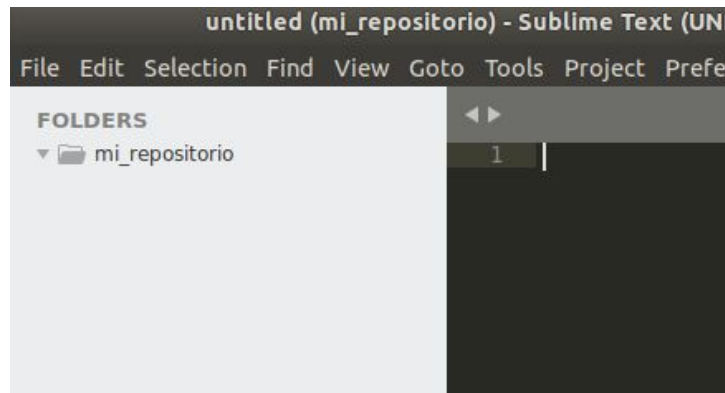 untitled (mi_repositorio) - Sublime Text (UN
File Edit Selection Find View Goto Tools Project Prefe
FOLDERS
mi_repositorio
1